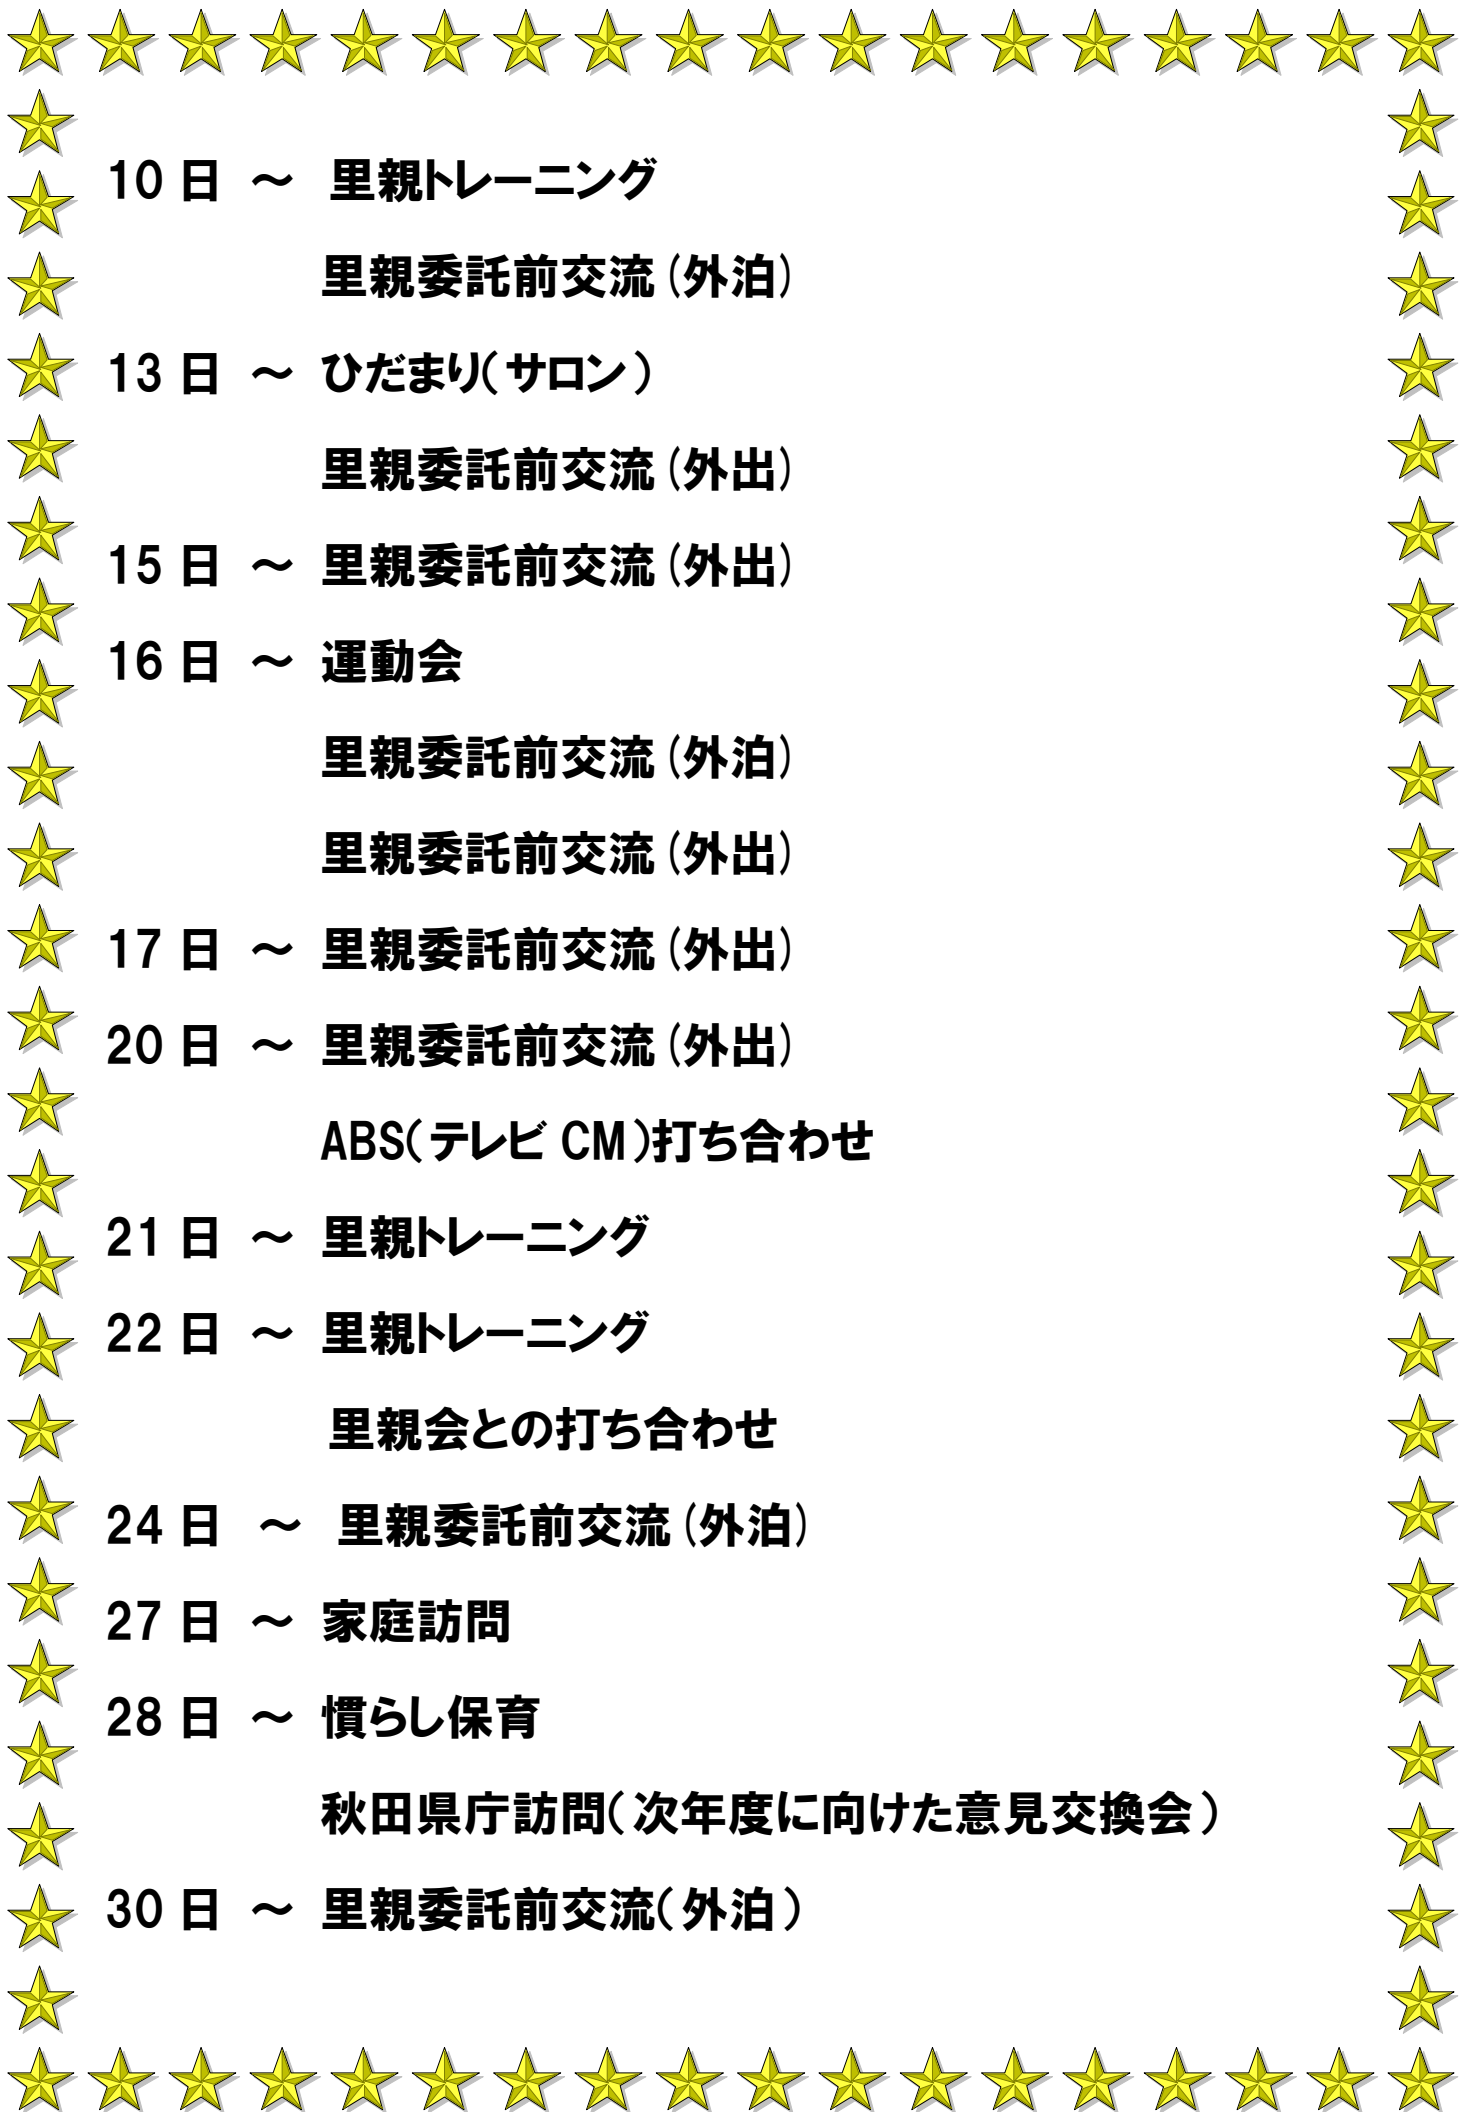 10日 ～ 里親トレーニング
里親委託前交流(外泊)
13日 ～ ひだまり(サロン)
里親委託前交流(外出)
15日 ～ 里親委託前交流(外出)
16日 ～ 運動会
里親委託前交流(外泊)
里親委託前交流(外出)
17日 ～ 里親委託前交流(外出)
20日 ～ 里親委託前交流(外出)
ABS(テレビCM)打ち合わせ
21日 ～ 里親トレーニング
22日 ～ 里親トレーニング
里親会との打ち合わせ
24日 ～ 里親委託前交流(外泊)
27日 ～ 家庭訪問
28日 ～ 慣らし保育
秋田県庁訪問(次年度に向けた意見交換会)
30日 ～ 里親委託前交流(外泊)